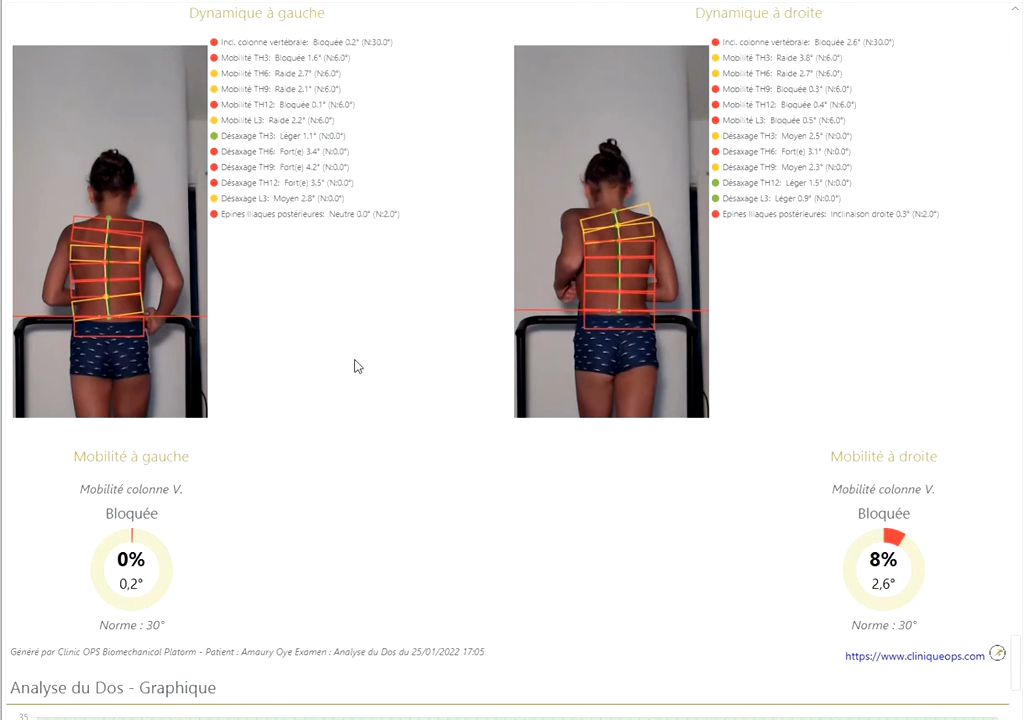 Dynamique à gauche
Incl. colonne vertébrale: Bloquée 0.2° (N:30.0°)
Mobilité TH3: Bloquée 1.6° (N:6.0°)
Mobilité TH6: Raide 2.7° (N:6.0°)
Mobilité TH9: Raide 2.1° (N:6.0°)
Mobilité TH12: Bloquée 0.1° (N:6.0°)
Mobilité L3: Raide 2.2° (N:6.0°)
Désaxage TH3: Léger 1.1° (N:0.0°)
Désaxage TH6: Fort(e) 3.4° (N:0.0°)
Désaxage TH9: Fort(e) 4.2° (N:0.0°)
Désaxage TH12: Fort(e) 3.5° (N:0.0°)
Désaxage L3: Moyen 2.8° (N:0.0°)
Epines Iliaques postérieures: Neutre 0.0° (N:2.0°)
Dynamique à droite
Incl. colonne vertébrale: Bloquée 2.6° (N:30.0°)
Mobilité TH3: Raide 3.8° (N:6.0°)
Mobilité TH6: Raide 2.7° (N:6.0°)
Mobilité TH9: Bloquée 0.3° (N:6.0°)
Mobilité TH12: Bloquée 0.4° (N:6.0°)
Mobilité L3: Bloquée 0.5° (N:6.0°)
Désaxage TH3: Moyen 2.5° (N:0.0°)
Désaxage TH6: Fort(e) 3.1° (N:0.0°)
Désaxage TH9: Moyen 2.3° (N:0.0°)
Désaxage TH12: Léger 1.5° (N:0.0°)
Désaxage L3: Léger 0.9° (N:0.0°)
Epines Iliaques postérieures: Inclinaison droite 0.3° (N:2.0°)
Mobilité à gauche
Mobilité colonne V.
Bloquée
0%
0,2°
Norme : 30°
Mobilité à droite
Mobilité colonne V.
Bloquée
8%
2,6°
Norme : 30°
Généré par Clinic OPS Biomechanical Platorm - Patient : Amaury Oye Examen : Analyse du Dos du 25/01/2022 17:05
https://www.cliniqueops.com
Analyse du Dos - Graphique
35